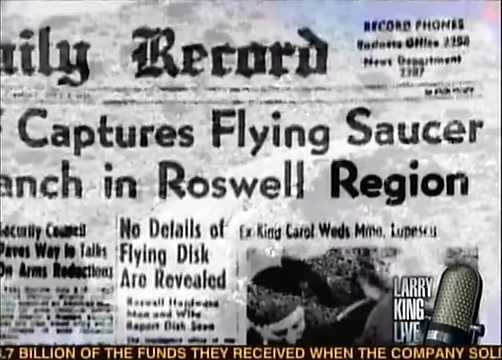 aily Record
RECORD PHONES
Business Office 2288
News Department
2287
Captures Flying Saucer
anch in Roswell Region
Security Council
Paves Way to Talks
On Arms Reductions
No Details of
Flying Disk
Are Revealed
Roswell Hardware
Man and Wife
Report Disk Seen
Ex-King Carol Weds Mme. Lupescu
LARRY
KING
LIVE
.7 BILLION OF THE FUNDS THEY RECEIVED WHEN THE COMPANY SOL